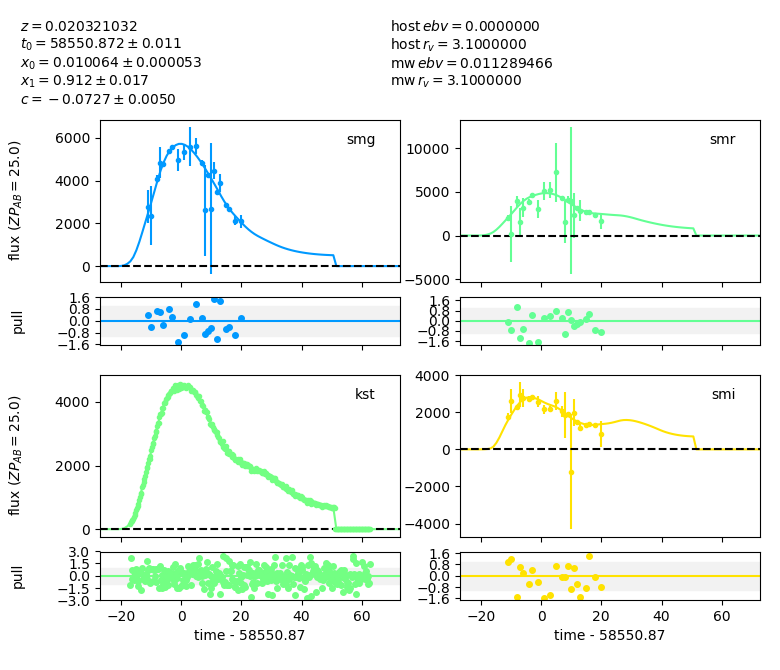 z = 0.020321032
t₀ = 58550.872 ± 0.011
x₀ = 0.010064 ± 0.000053
x₁ = 0.912 ± 0.017
c = −0.0727 ± 0.0050
host ebv = 0.0000000
host r_v = 3.1000000
mw ebv = 0.011289466
mw r_v = 3.1000000
smg
flux (ZP_AB = 25.0)
6000
4000
2000
0
smr
10000
5000
0
−5000
pull
1.6
0.8
0.0
−0.8
−1.6
1.6
0.8
0.0
−0.8
−1.6
kst
flux (ZP_AB = 25.0)
4000
2000
0
smi
4000
2000
0
−2000
−4000
pull
3.0
1.5
0.0
−1.5
−3.0
−20 0 20 40 60
time - 58550.87
1.6
0.8
0.0
−0.8
−1.6
−20 0 20 40 60
time - 58550.87